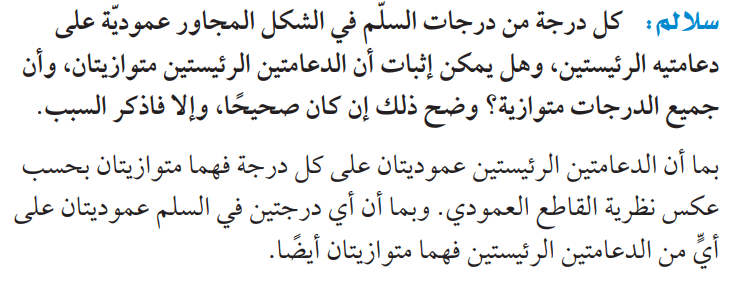 سلالم: كل درجة من درجات السلّم في الشكل المجاور عموديّة على
دعامتيه الرئيستين، وهل يمكن إثبات أن الدعامتين الرئيستين متوازيتان، وأن
جميع الدرجات متوازية؟ وضح ذلك إن كان صحيحًا، وإلا فاذكر السبب.
بما أن الدعامتين الرئيستين عموديتان على كل درجة فهما متوازيتان بحسب
عكس نظرية القاطع العمودي. وبما أن أي درجتين في السلم عموديتان على
أيٍّ من الدعامتين الرئيستين فهما متوازيتان أيضًا.